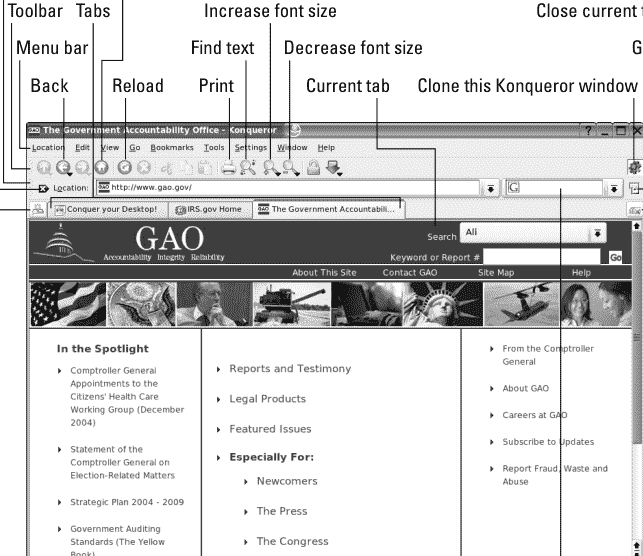 Toolbar Tabs Increase font size Close current t
Menu bar Find text Decrease font size G
Back Reload Print Current tab Clone this Konqueror window
The Government Accountability Office - Konqueror
Location Edit View Go Bookmarks Tools Settings Window Help
Location: http://www.gao.gov/ G
Conquer your Desktop! IRS.gov Home The Government Accountabili...
GAO
Accountability Integrity Reliability
Search All
Keyword or Report # Go
About This Site Contact GAO Site Map Help
In the Spotlight
Comptroller General
Appointments to the
Citizens' Health Care
Working Group (December
2004)
Statement of the
Comptroller General on
Election-Related Matters
Strategic Plan 2004 - 2009
Government Auditing
Standards (The Yellow
Book)
Reports and Testimony
Legal Products
Featured Issues
Especially For:
Newcomers
The Press
The Congress
From the Comptroller
General
About GAO
Careers at GAO
Subscribe to Updates
Report Fraud, Waste and
Abuse